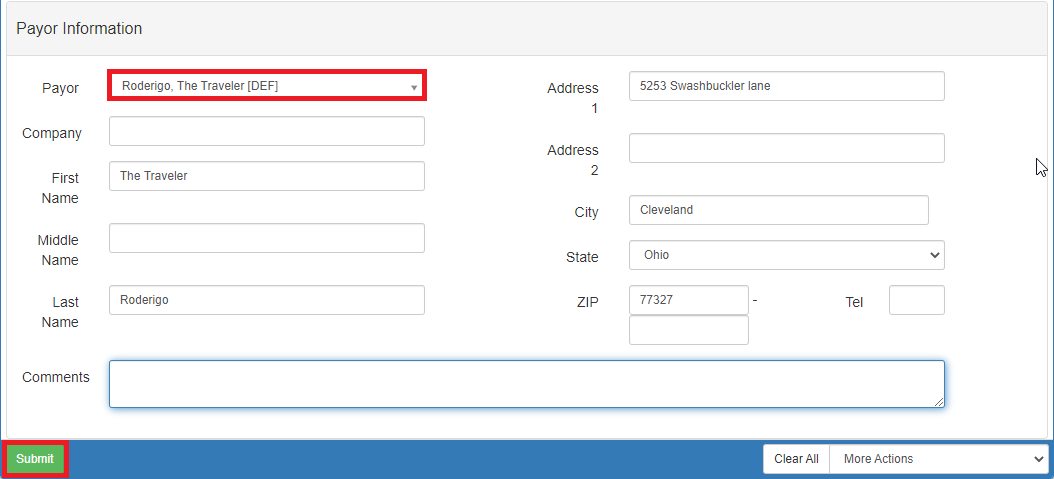 Payor Information
Payor
Roderigo, The Traveler [DEF]
Company
First
Name
The Traveler
Middle
Name
Last
Name
Roderigo
Address
1
5253 Swashbuckler lane
Address
2
City
Cleveland
State
Ohio
ZIP
77327
-
Tel
Comments
Submit
Clear All
More Actions